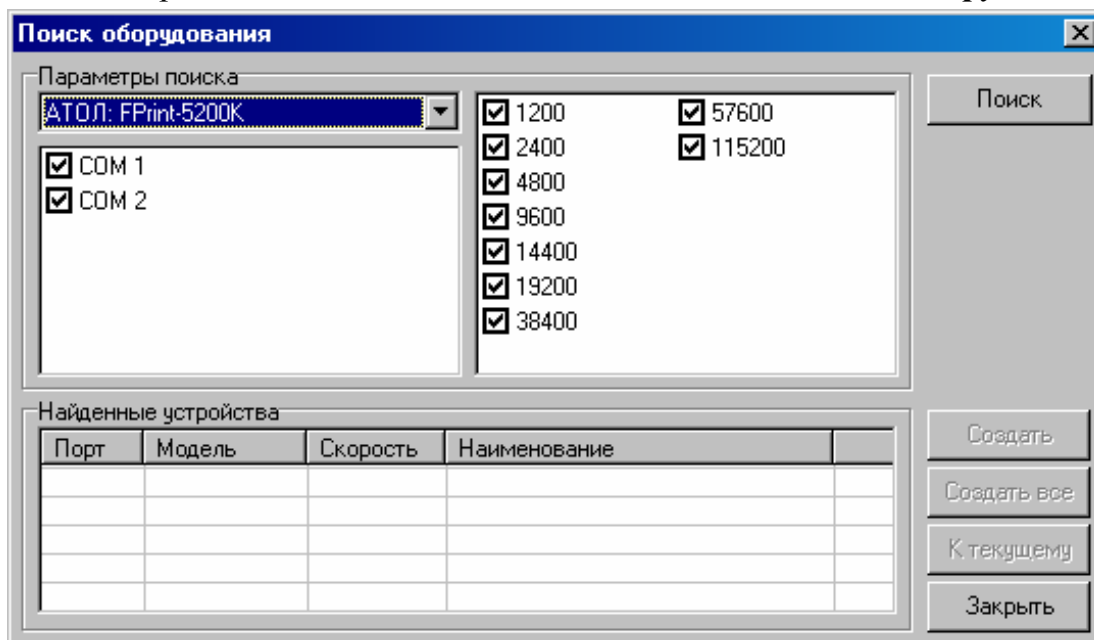 Поиск оборудования
Параметры поиска
АТОЛ: FPrint-5200K
COM 1
COM 2
1200
2400
4800
9600
14400
19200
38400
57600
115200
Поиск
Найденные устройства
Порт Модель Скорость Наименование
Создать
Создать все
К текущему
Закрыть